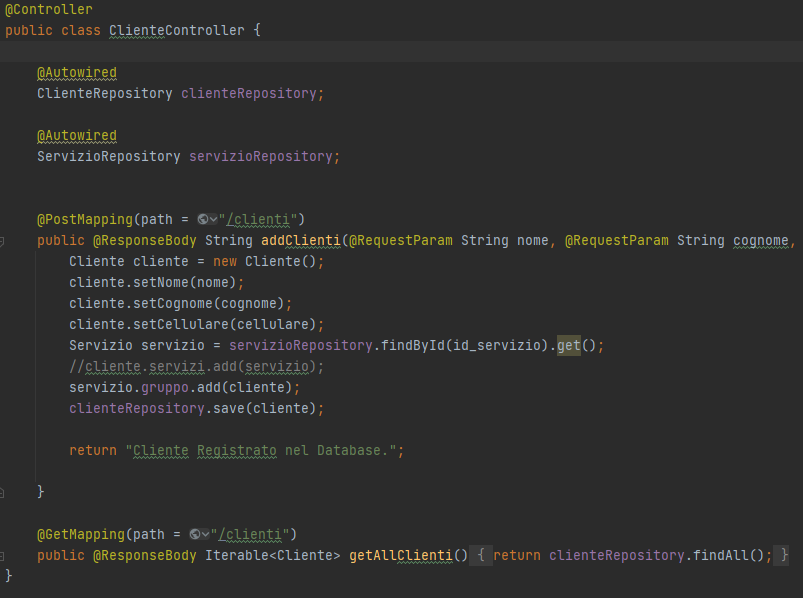 @Controller
public class ClienteController {
@Autowired
ClienteRepository clienteRepository;
@Autowired
ServizioRepository servizioRepository;
@PostMapping(path = "/clienti")
public @ResponseBody String addClienti(@RequestParam String nome, @RequestParam String cognome,
Cliente cliente = new Cliente();
cliente.setNome(nome);
cliente.setCognome(cognome);
cliente.setCellulare(cellulare);
Servizio servizio = servizioRepository.findById(id_servizio).get();
//cliente.servizi.add(servizio);
servizio.gruppo.add(cliente);
clienteRepository.save(cliente);
return "Cliente Registrato nel Database.";
}
@GetMapping(path = "/clienti")
public @ResponseBody Iterable<Cliente> getAllClienti() { return clienteRepository.findAll(); }
}